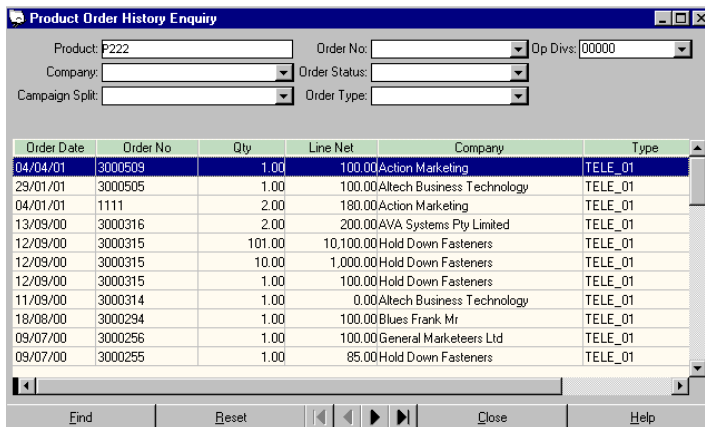 Product Order History Enquiry
Product: P222 Order No: Op Divs: 00000
Company: Order Status:
Campaign Split: Order Type:
Order Date Order No Qty Line Net Company Type
04/04/01 3000509 1.00 100.00 Action Marketing TELE_01
29/01/01 3000505 1.00 100.00 Altech Business Technology TELE_01
04/01/01 1111 2.00 180.00 Action Marketing TELE_01
13/09/00 3000316 2.00 200.00 AVA Systems Pty Limited TELE_01
12/09/00 3000315 101.00 10,100.00 Hold Down Fasteners TELE_01
12/09/00 3000315 10.00 1,000.00 Hold Down Fasteners TELE_01
12/09/00 3000315 1.00 100.00 Hold Down Fasteners TELE_01
11/09/00 3000314 1.00 0.00 Altech Business Technology TELE_01
18/08/00 3000294 1.00 100.00 Blues Frank Mr TELE_01
09/07/00 3000256 1.00 100.00 General Marketeers Ltd TELE_01
09/07/00 3000255 1.00 85.00 Hold Down Fasteners TELE_01
Find Reset Close Help